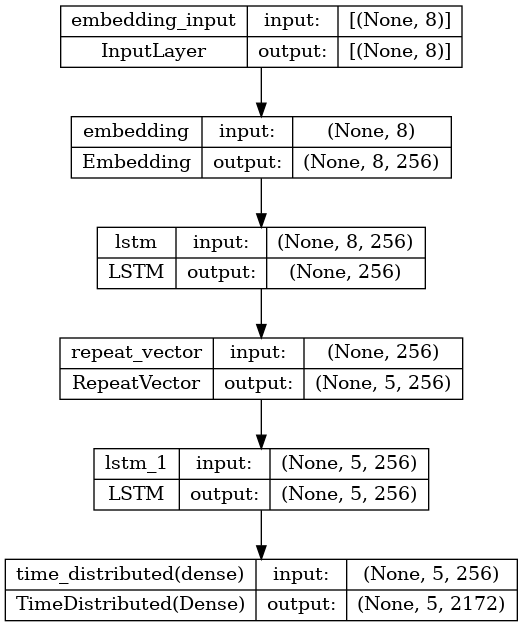 embedding_input input: [(None, 8)]
InputLayer output: [(None, 8)]
embedding input: (None, 8)
Embedding output: (None, 8, 256)
lstm input: (None, 8, 256)
LSTM output: (None, 256)
repeat_vector input: (None, 256)
RepeatVector output: (None, 5, 256)
lstm_1 input: (None, 5, 256)
LSTM output: (None, 5, 256)
time_distributed(dense) input: (None, 5, 256)
TimeDistributed(Dense) output: (None, 5, 2172)